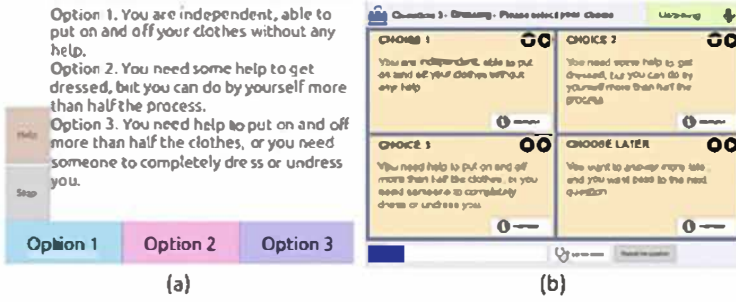 Option 1. You are independent, able to
put on and off your clothes without any
help.
Option 2. You need some help to get
dressed, but you can do by yourself more
than half the process.
Option 3. You need help to put on and off
more than half the clothes, or you need
someone to completely dress or undress
you.
Help
Stop
Option 1 Option 2 Option 3
(a)
Question 3 - Dressing - Please select your choice
CHOICE 1
You are independent, able to put
on and off your clothes without
any help
CHOICE 2
You need some help to get
dressed, but you can do by
yourself more than half the
process
CHOICE 3
You need help to put on and off
more than half the clothes, or you
need someone to completely
dress or undress you
CHOOSE LATER
You want to answer more late
and you want pass to the next
question
(b)